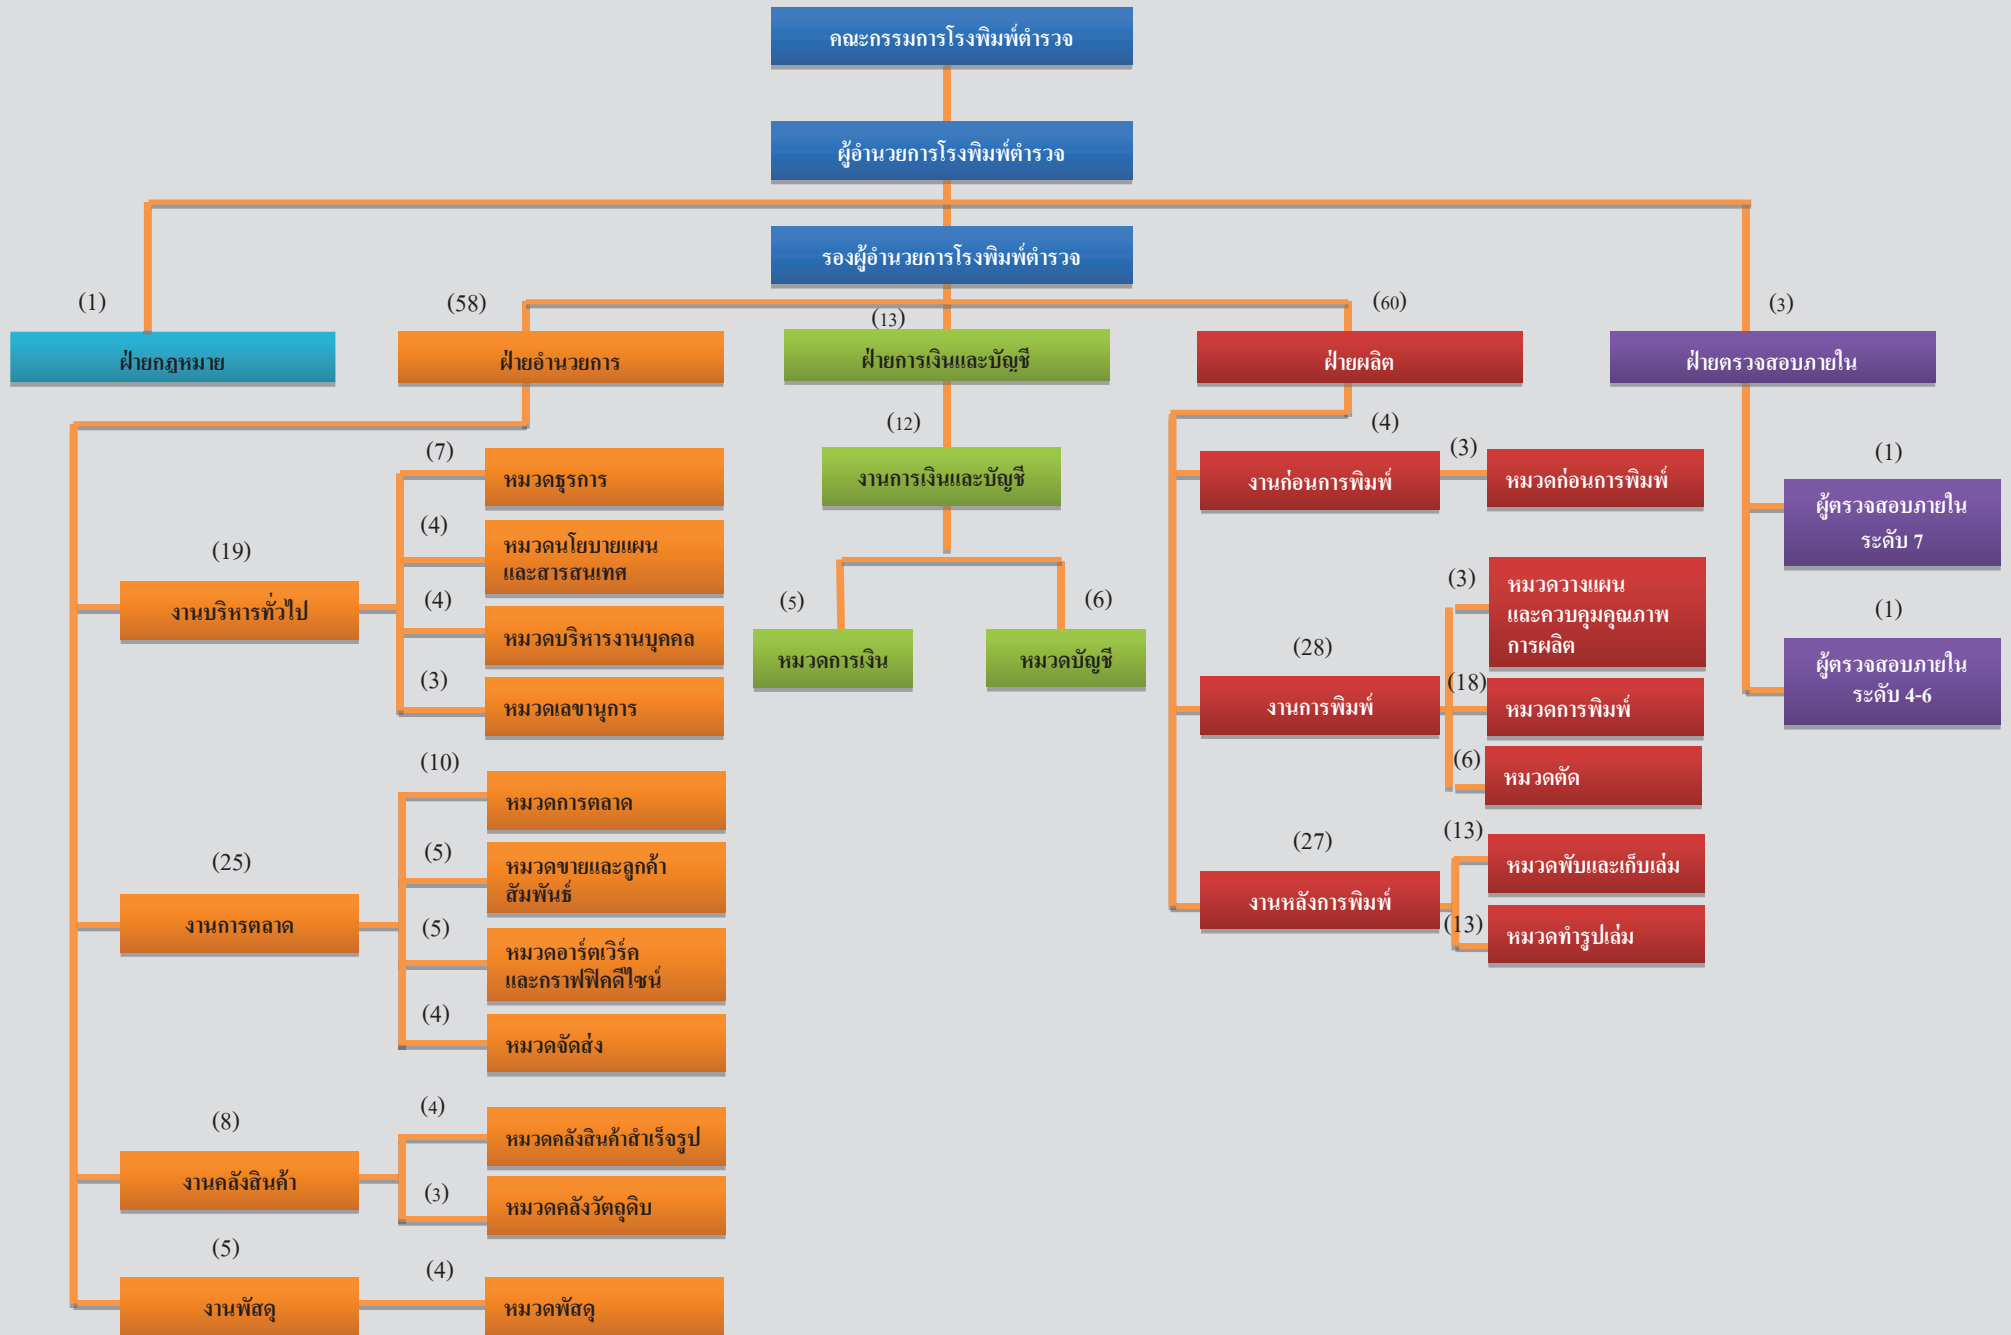 คณะกรรมการโรงพิมพ์ตำรวจ
ผู้อำนวยการโรงพิมพ์ตำรวจ
รองผู้อำนวยการโรงพิมพ์ตำรวจ
(1)
ฝ่ายกฎหมาย
(58)
ฝ่ายอำนวยการ
(13)
ฝ่ายการเงินและบัญชี
(60)
ฝ่ายผลิต
(3)
ฝ่ายตรวจสอบภายใน
(19)
งานบริหารทั่วไป
(7)
หมวดธุรการ
(4)
หมวดนโยบายแผน
และสารสนเทศ
(4)
หมวดบริหารงานบุคคล
(3)
หมวดเลขานุการ
(25)
งานการตลาด
(10)
หมวดการตลาด
(5)
หมวดขายและลูกค้า
สัมพันธ์
(5)
หมวดอาร์ตเวิร์ค
และกราฟฟิคดีไซน์
(4)
หมวดจัดส่ง
(8)
งานคลังสินค้า
(4)
หมวดคลังสินค้าสำเร็จรูป
(3)
หมวดคลังวัตถุดิบ
(5)
งานพัสดุ
(4)
หมวดพัสดุ
(12)
งานการเงินและบัญชี
(5)
หมวดการเงิน
(6)
หมวดบัญชี
(4)
งานก่อนการพิมพ์
(3)
หมวดก่อนการพิมพ์
(28)
งานการพิมพ์
(3)
หมวดวางแผน
และควบคุมคุณภาพ
การผลิต
(18)
หมวดการพิมพ์
(6)
หมวดตัด
(27)
งานหลังการพิมพ์
(13)
หมวดพับและเก็บเล่ม
(13)
หมวดทำรูปเล่ม
(1)
ผู้ตรวจสอบภายใน
ระดับ 7
(1)
ผู้ตรวจสอบภายใน
ระดับ 4-6